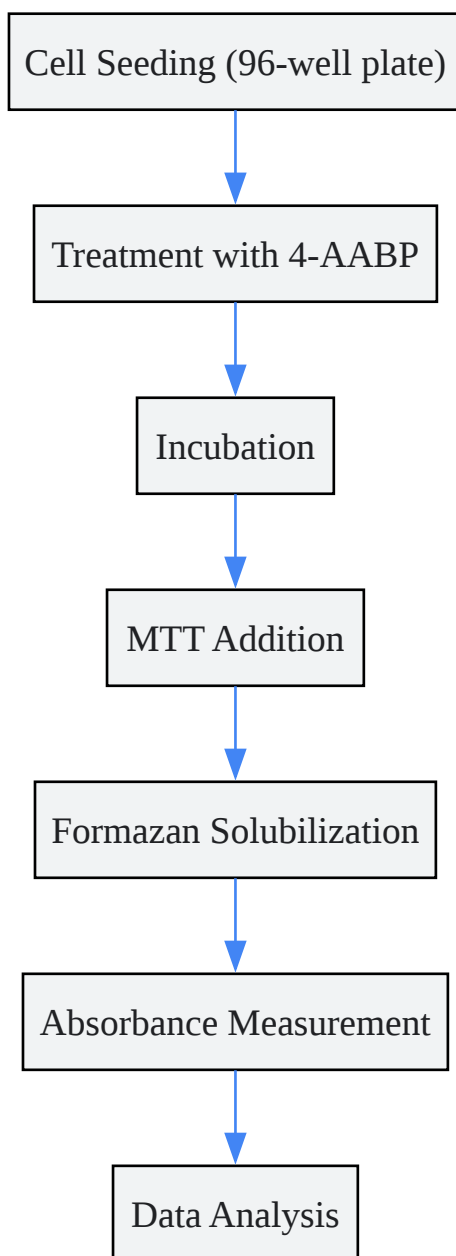 Cell Seeding (96-well plate)
Treatment with 4-AABP
Incubation
MTT Addition
Formazan Solubilization
Absorbance Measurement
Data Analysis